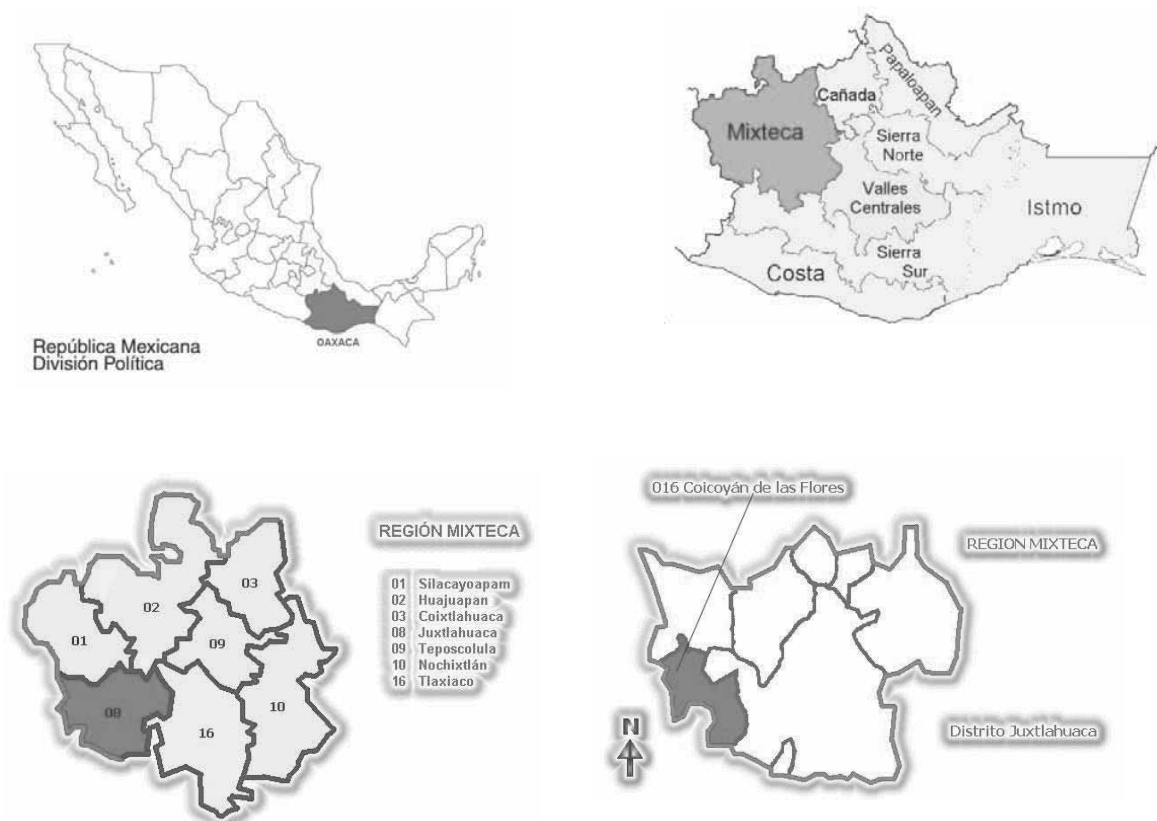 OAXACA
República Mexicana
División Política
Papaloapan
Cañada
Mixteca
Sierra
Norte
Valles
Centrales
Istmo
Sierra
Sur
Costa
REGIÓN MIXTECA
01 Silacayoapam
02 Huajuapan
03 Coixtlahuaca
08 Juxtlahuaca
09 Teposcolula
10 Nochixtlán
16 Tlaxiaco
03
02
01
09
08
10
16
016 Coicoyán de las Flores
REGION MIXTECA
Distrito Juxtlahuaca
N